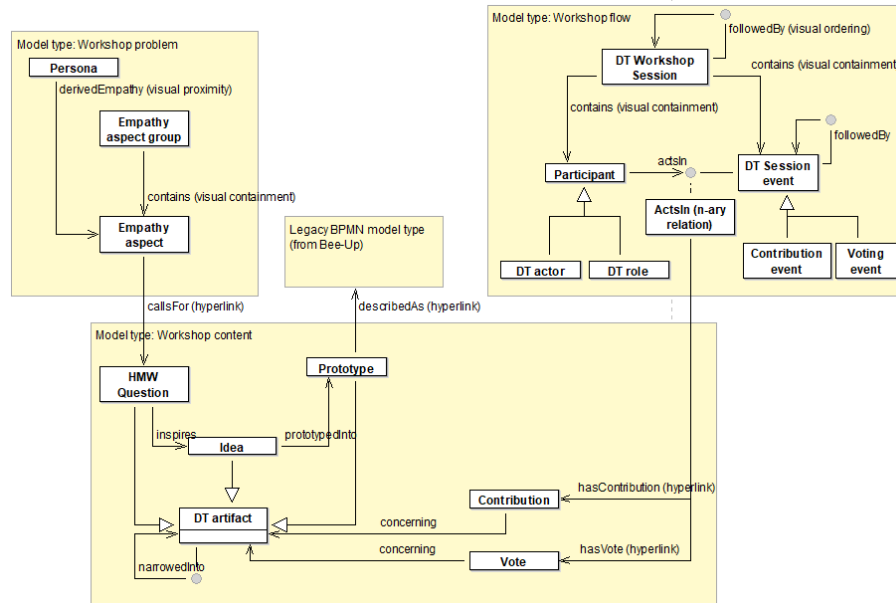 Model type: Workshop problem
Persona
derivedEmpathy (visual proximity)
Empathy
aspect group
contains (visual containment)
Empathy
aspect
callsFor (hyperlink)
Legacy BPMN model type
(from Bee-Up)
describedAs (hyperlink)
Model type: Workshop flow
followedBy (visual ordering)
DT Workshop
Session
contains (visual containment)
contains (visual containment
followedBy
Participant
actsIn
DT Session
event
ActsIn (n-ary
relation)
DT actor
DT role
Contribution
event
Voting
event
Model type: Workshop content
HMW
Question
Prototype
inspires
Idea
prototypedInto
DT artifact
narrowedInto
Contribution
hasContribution (hyperlink)
concerning
Vote
hasVote (hyperlink)
concerning